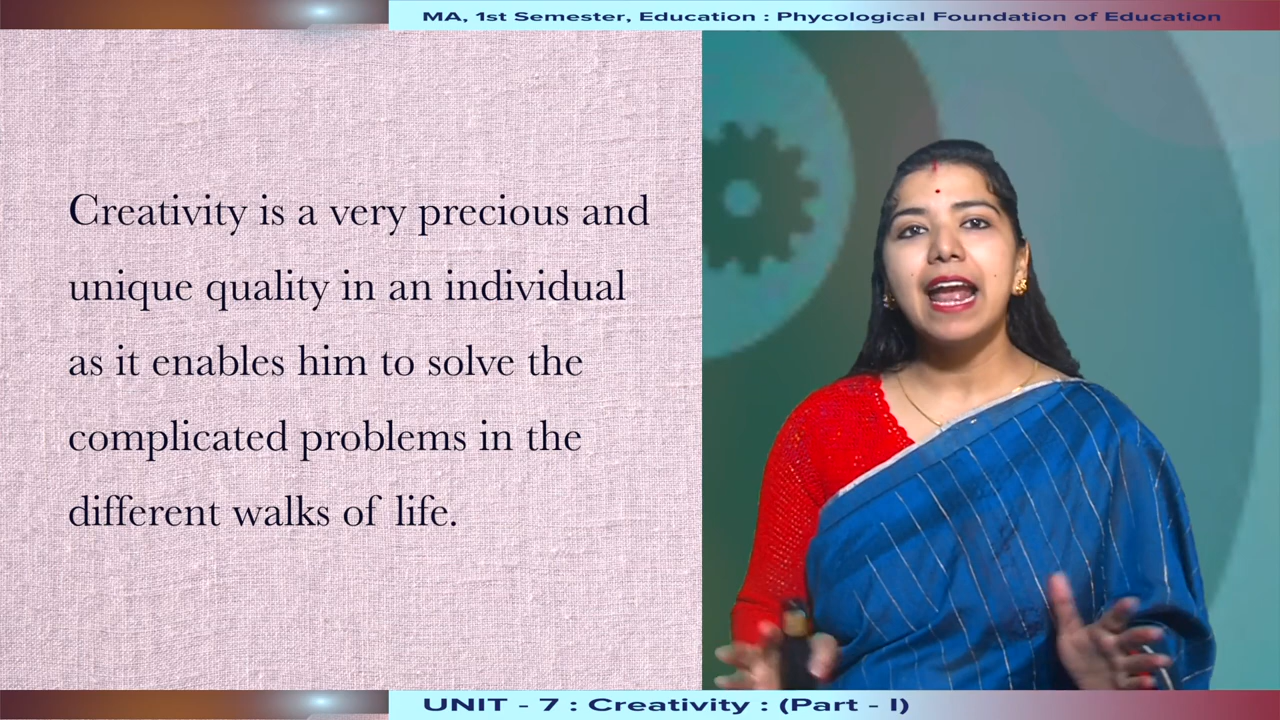 MA, 1st Semester, Education : Phycological Foundation of Education
Creativity is a very precious and
unique quality in an individual
as it enables him to solve the
complicated problems in the
different walks of life.
UNIT - 7 : Creativity : (Part - I)